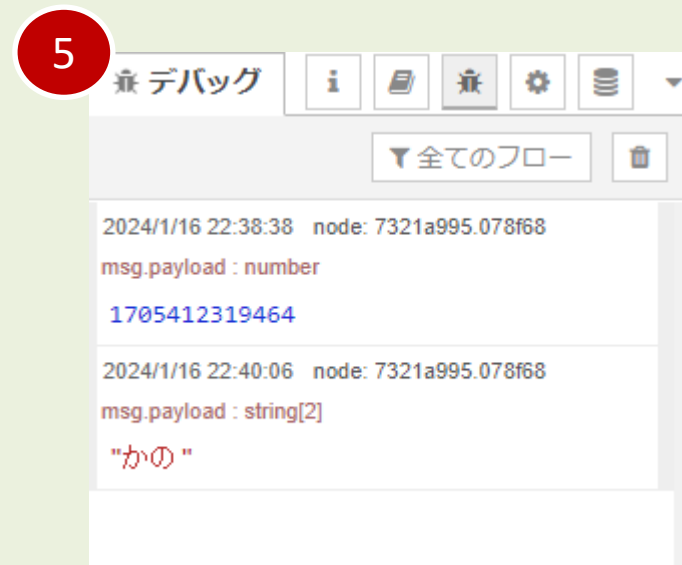 5
デバッグ
i
全てのフロー
2024/1/16 22:38:38 node: 7321a995.078f68
msg.payload : number
1705412319464
2024/1/16 22:40:06 node: 7321a995.078f68
msg.payload : string[2]
"かの"